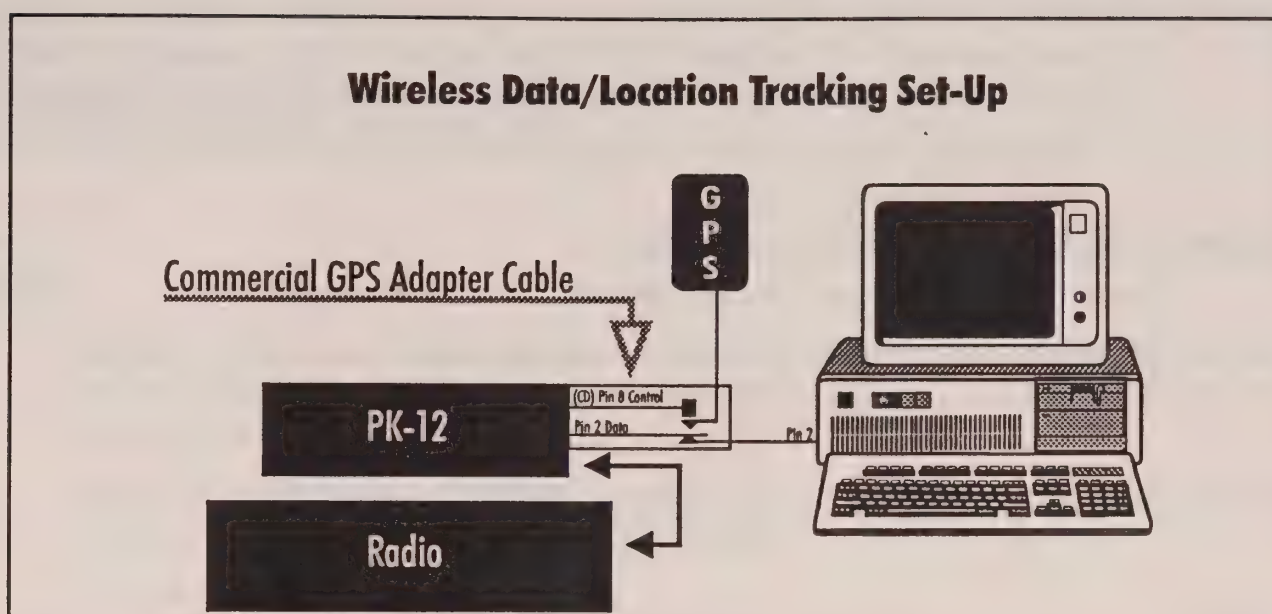 Wireless Data/Location Tracking Set-Up
GPS
Commercial GPS Adapter Cable
(CD) Pin 8 Control
PK-12
Pin 2 Data
Pin 2
Radio